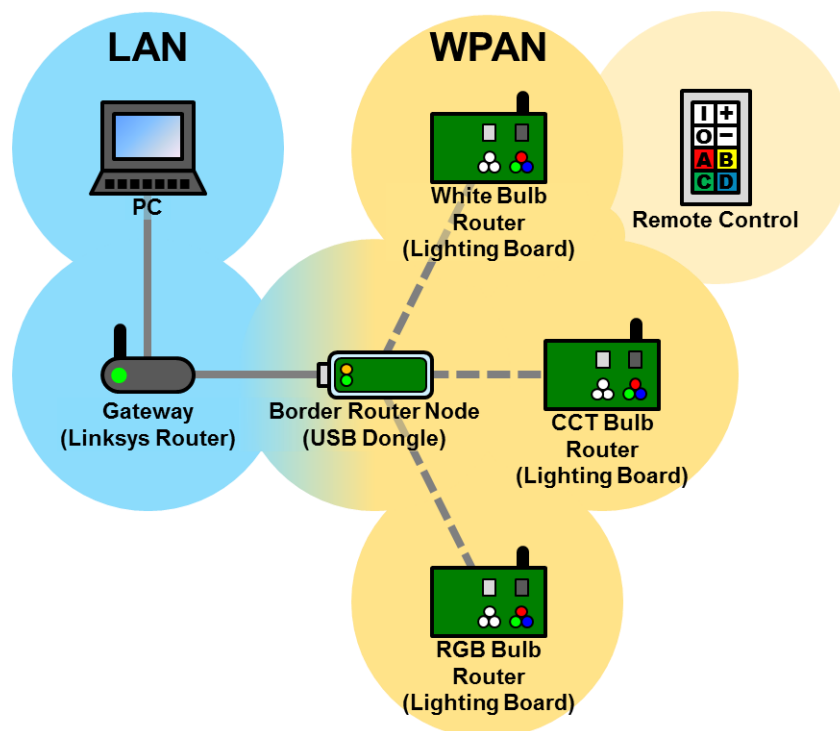 LAN
WPAN
PC
White Bulb
Router
(Lighting Board)
I +
O −
A B
C D
Remote Control
Gateway
(Linksys Router)
Border Router Node
(USB Dongle)
CCT Bulb
Router
(Lighting Board)
RGB Bulb
Router
(Lighting Board)